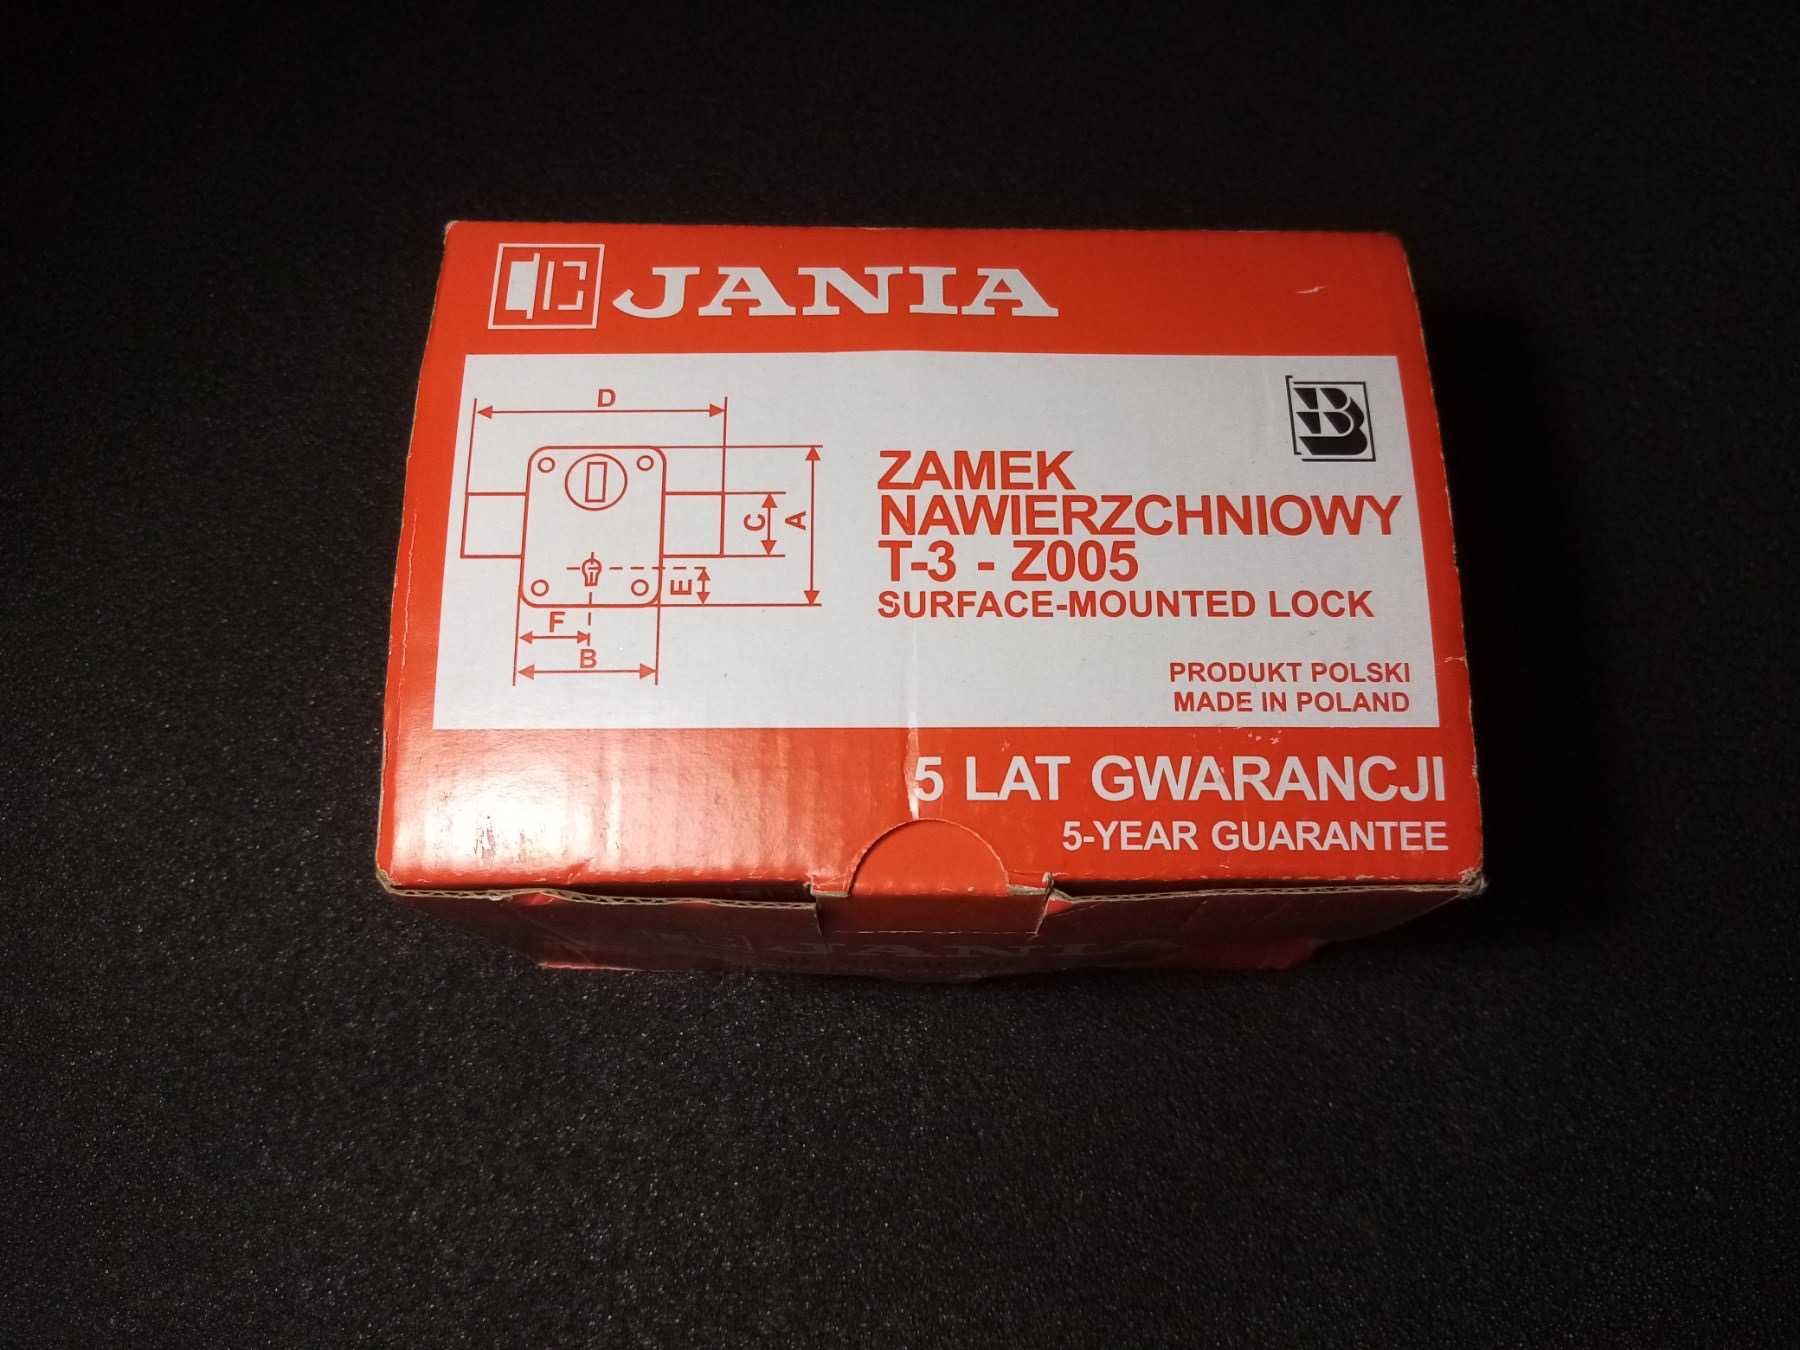 JANIA
D
C
A
E
F
B
ZAMEK
NAWIERZCHNIOWY
T-3 - Z005
SURFACE-MOUNTED LOCK
B
PRODUKT POLSKI
MADE IN POLAND
5 LAT GWARANCJI
5-YEAR GUARANTEE
JANIA